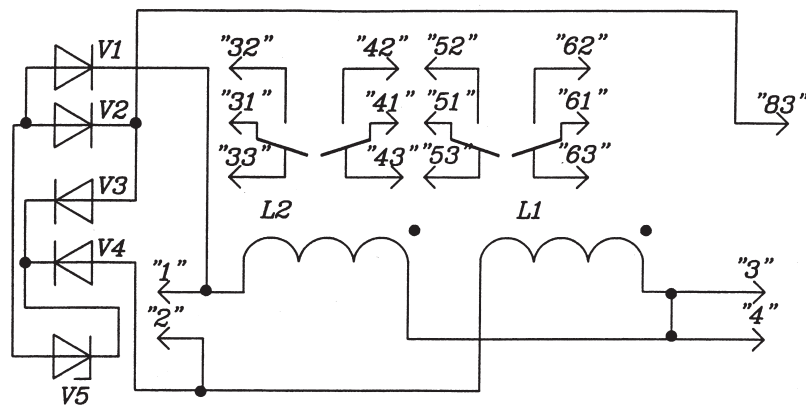 V1
"32" "42" "52" "62"
V2
"31" "41" "51" "61" "83"
"33" "43" "53" "63"
V3
L2 L1
V4
"1" "3"
"2" "4"
V5